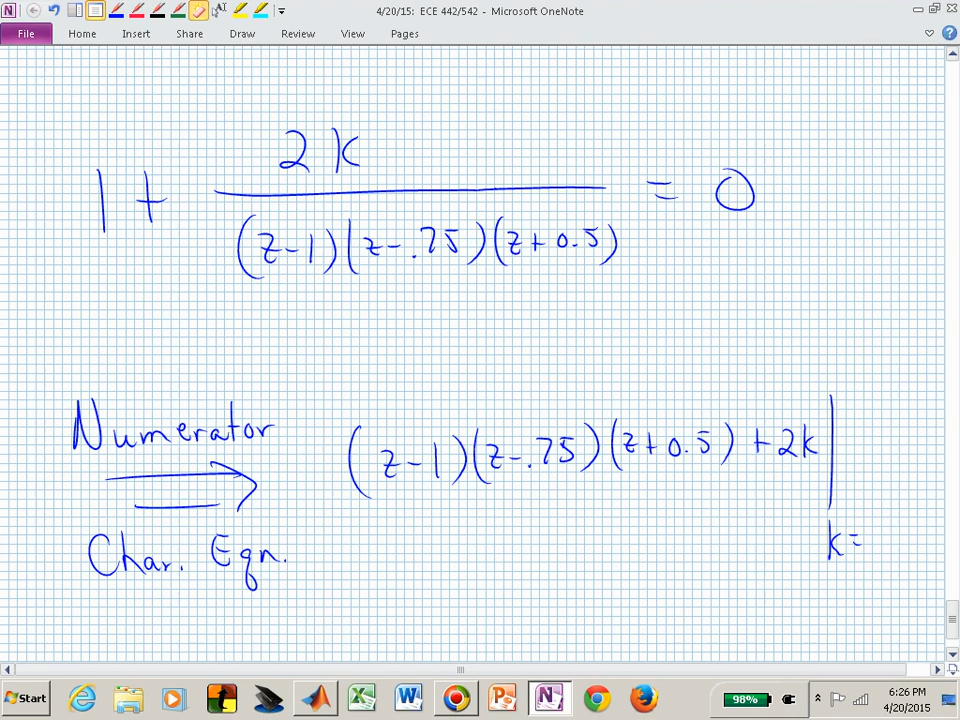 4/20/15: ECE 442/542 - Microsoft OneNote
File Home Insert Share Draw Review View Pages
2k
1 + = 0
(z-1)(z-.75)(z+0.5)
Numerator
(z-1)(z-.75)(z+0.5) + 2k
k=
Char. Eqn.
Start
98%
6:26 PM
4/20/2015